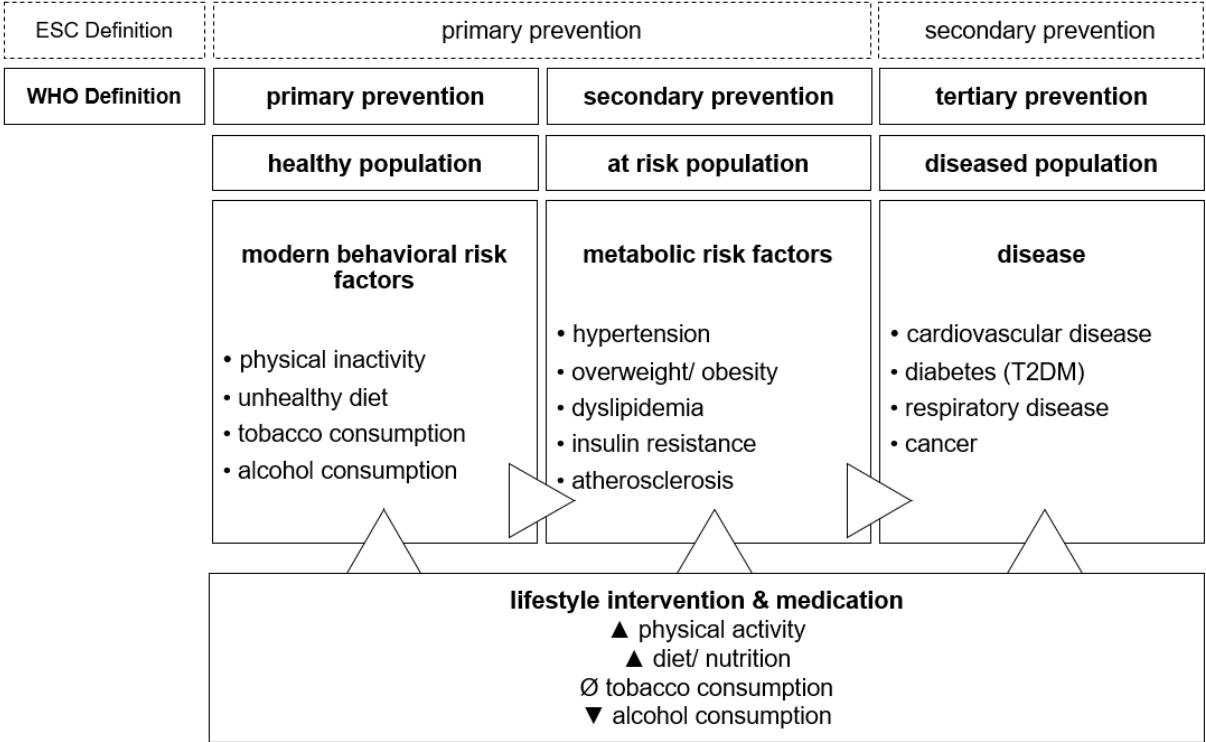 ESC Definition
primary prevention
secondary prevention
WHO Definition
primary prevention
secondary prevention
tertiary prevention
healthy population
at risk population
diseased population
modern behavioral risk
factors
• physical inactivity
• unhealthy diet
• tobacco consumption
• alcohol consumption
metabolic risk factors
• hypertension
• overweight/ obesity
• dyslipidemia
• insulin resistance
• atherosclerosis
disease
• cardiovascular disease
• diabetes (T2DM)
• respiratory disease
• cancer
lifestyle intervention & medication
▲ physical activity
▲ diet/ nutrition
Ø tobacco consumption
▼ alcohol consumption